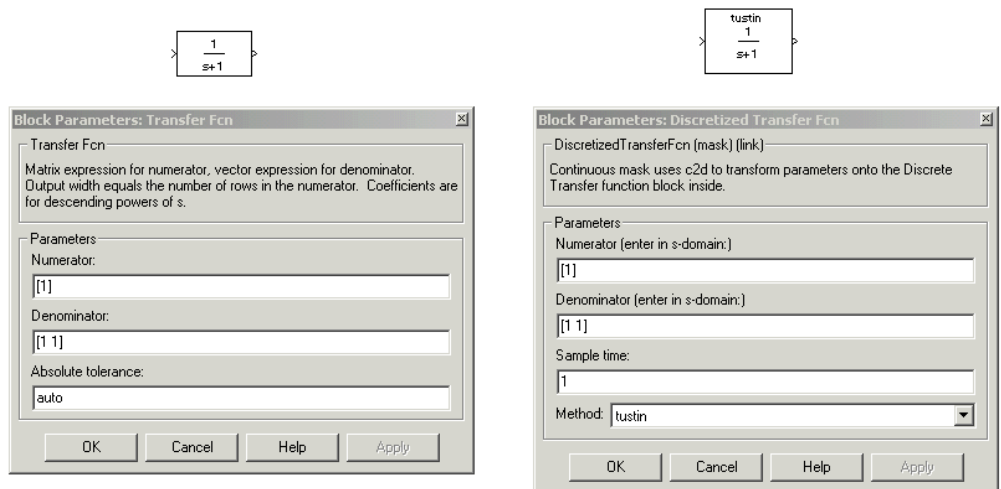 1
s+1
tustin
1
s+1
Block Parameters: Transfer Fcn
Transfer Fcn
Matrix expression for numerator, vector expression for denominator.
Output width equals the number of rows in the numerator. Coefficients are
for descending powers of s.
Parameters
Numerator:
[1]
Denominator:
[1 1]
Absolute tolerance:
auto
OK Cancel Help Apply
Block Parameters: Discretized Transfer Fcn
DiscretizedTransferFcn (mask) (link)
Continuous mask uses c2d to transform parameters onto the Discrete
Transfer function block inside.
Parameters
Numerator (enter in s-domain:)
[1]
Denominator (enter in s-domain:)
[1 1]
Sample time:
1
Method: tustin
OK Cancel Help Apply